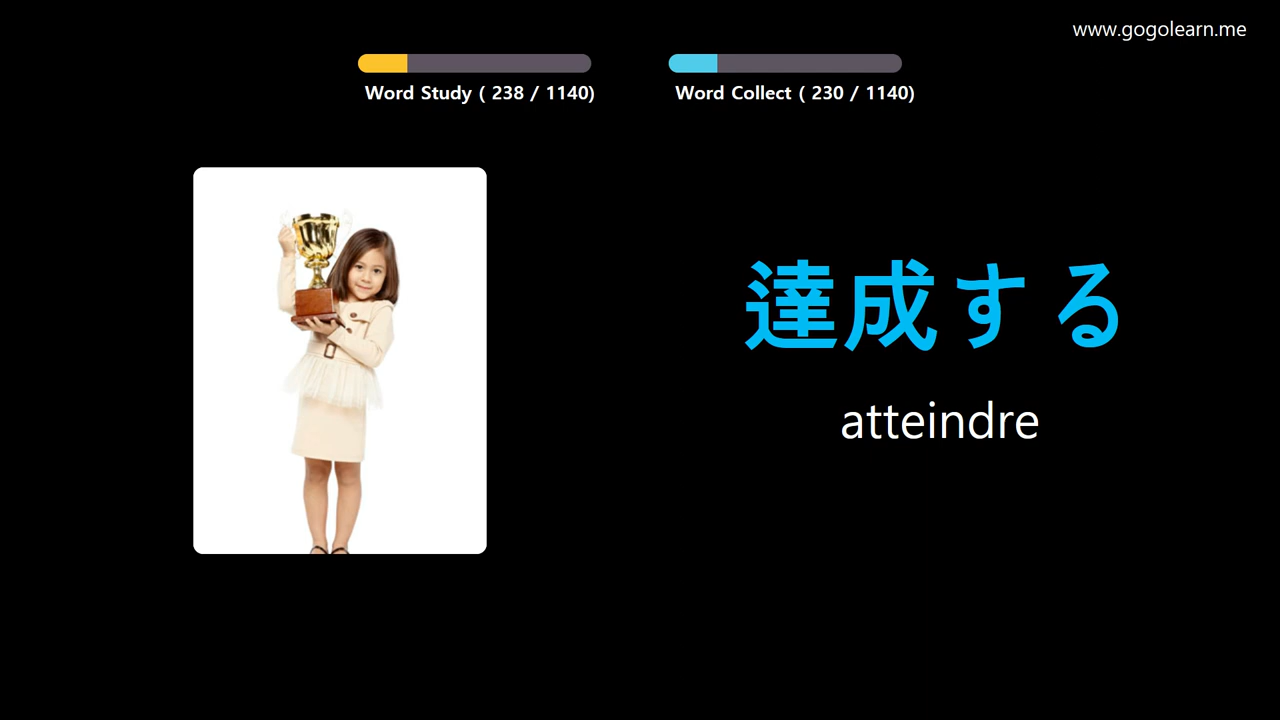 www.gogolearn.me
Word Study ( 238 / 1140)
Word Collect ( 230 / 1140)
達成する
atteindre